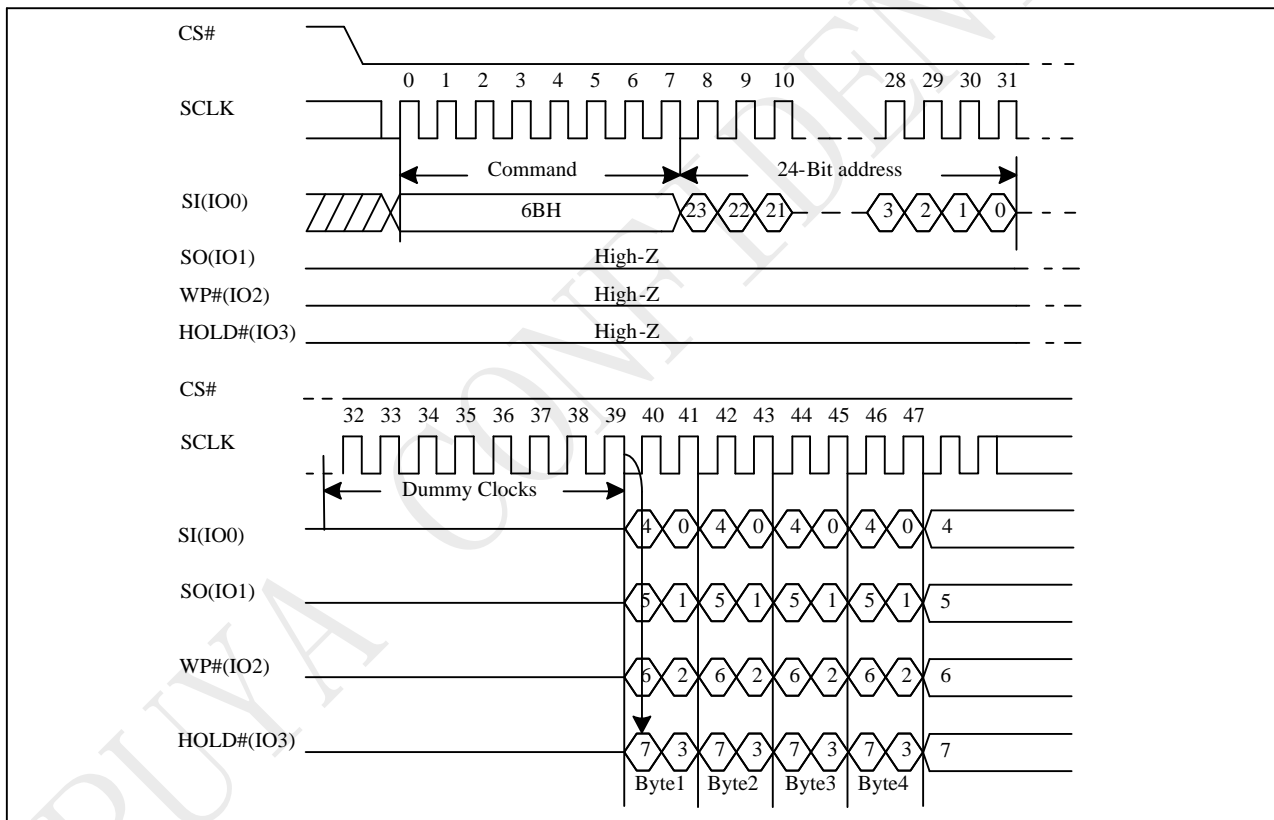 CS#
0 1 2 3 4 5 6 7 8 9 10 28 29 30 31
SCLK
Command 24-Bit address
SI(IO0) 6BH 23 22 21 3 2 1 0
SO(IO1) High-Z
WP#(IO2) High-Z
HOLD#(IO3) High-Z
CS#
32 33 34 35 36 37 38 39 40 41 42 43 44 45 46 47
SCLK
Dummy Clocks
SI(IO0) 4 0 4 0 4 0 4 0 4
SO(IO1) 5 1 5 1 5 1 5 1 5
WP#(IO2) 6 2 6 2 6 2 6 2 6
HOLD#(IO3) 7 3 7 3 7 3 7 3 7
Byte1 Byte2 Byte3 Byte4
PUYA CONFIDEN